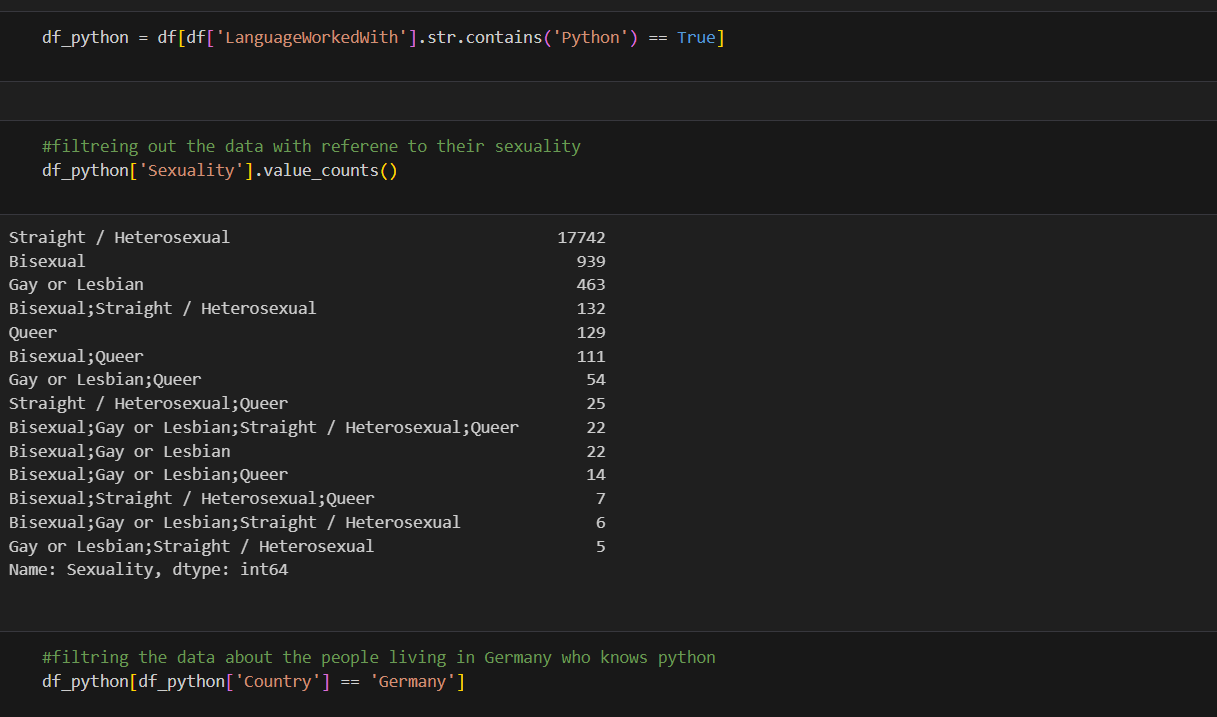 df_python = df[df['LanguageWorkedWith'].str.contains('Python') == True]
#filtreing out the data with referene to their sexuality
df_python['Sexuality'].value_counts()
Straight / Heterosexual 17742
Bisexual 939
Gay or Lesbian 463
Bisexual;Straight / Heterosexual 132
Queer 129
Bisexual;Queer 111
Gay or Lesbian;Queer 54
Straight / Heterosexual;Queer 25
Bisexual;Gay or Lesbian;Straight / Heterosexual;Queer 22
Bisexual;Gay or Lesbian 22
Bisexual;Gay or Lesbian;Queer 14
Bisexual;Straight / Heterosexual;Queer 7
Bisexual;Gay or Lesbian;Straight / Heterosexual 6
Gay or Lesbian;Straight / Heterosexual 5
Name: Sexuality, dtype: int64
#filtring the data about the people living in Germany who knows python
df_python[df_python['Country'] == 'Germany']